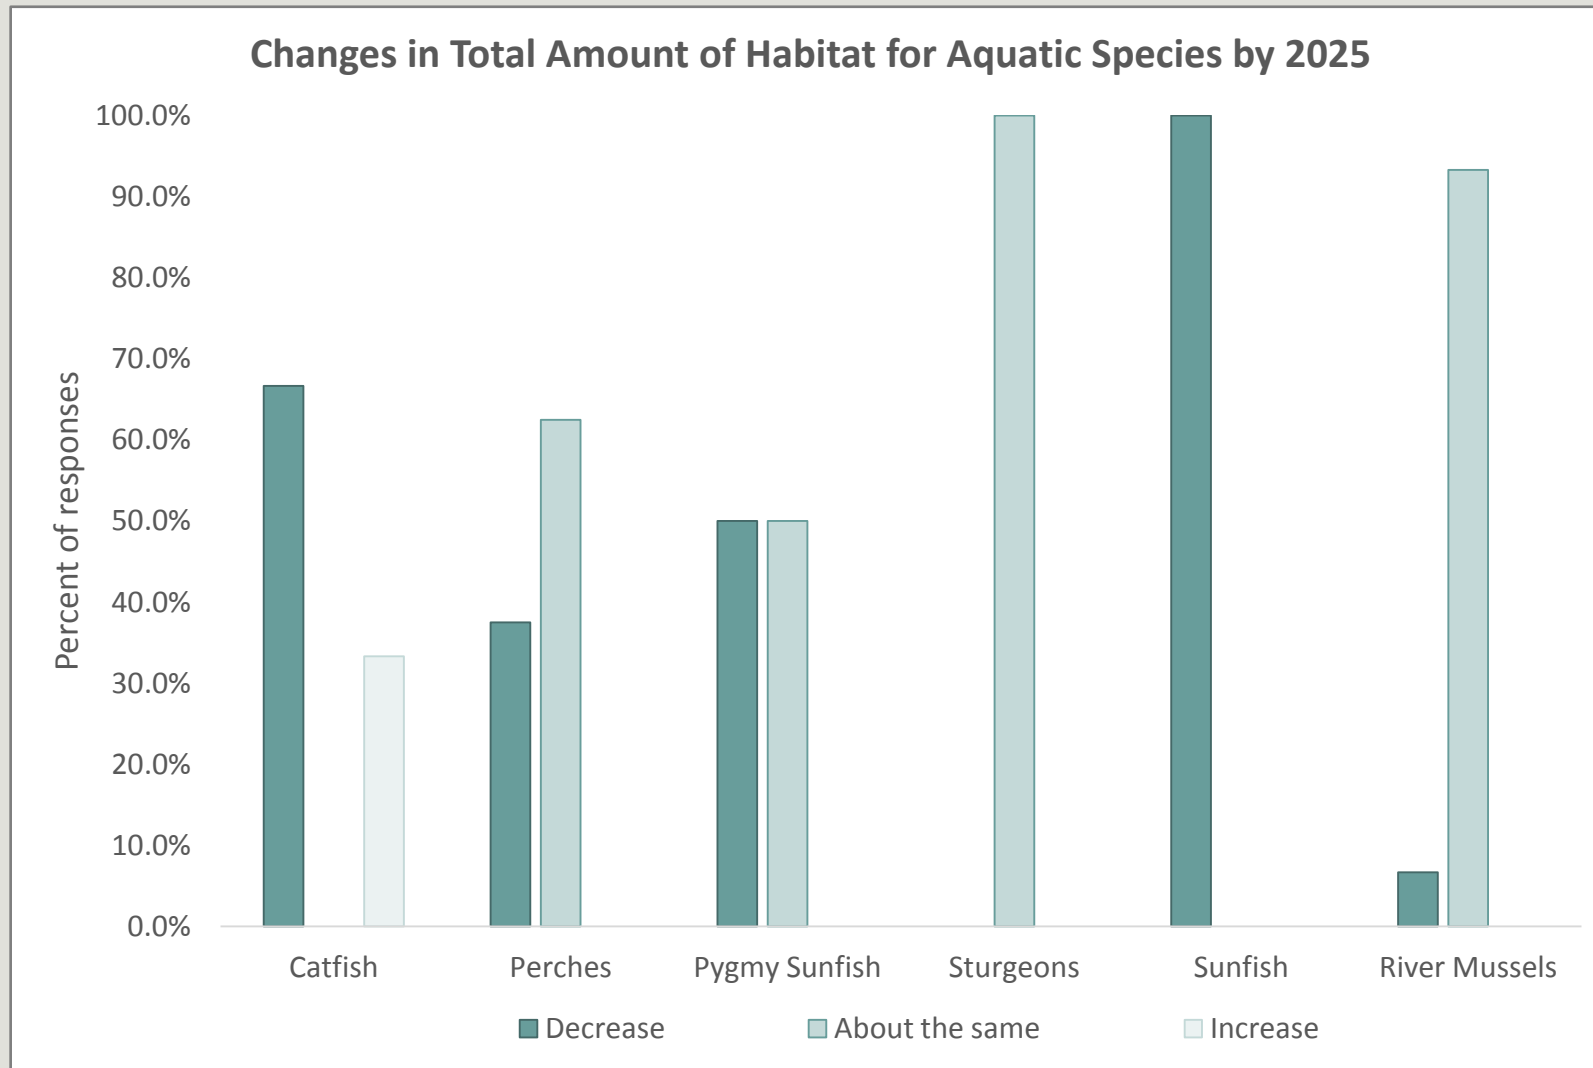 Changes in Total Amount of Habitat for Aquatic Species by 2025
Percent of responses
100.0%
90.0%
80.0%
70.0%
60.0%
50.0%
40.0%
30.0%
20.0%
10.0%
0.0%
Catfish
Perches
Pygmy Sunfish
Sturgeons
Sunfish
River Mussels
Decrease
About the same
Increase